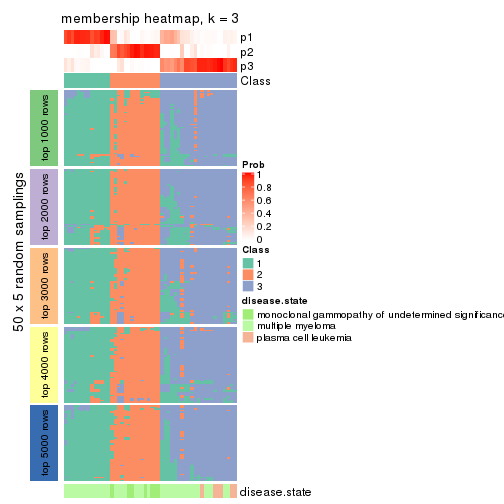 membership heatmap, k = 3
p1
p2
p3
Class
50 x 5 random samplings
top 1000 rows
top 2000 rows
top 3000 rows
top 4000 rows
top 5000 rows
Prob
1
0.8
0.6
0.4
0.2
0
Class
1
2
3
disease.state
monoclonal gammopathy of undetermined significance
multiple myeloma
plasma cell leukemia
disease.state